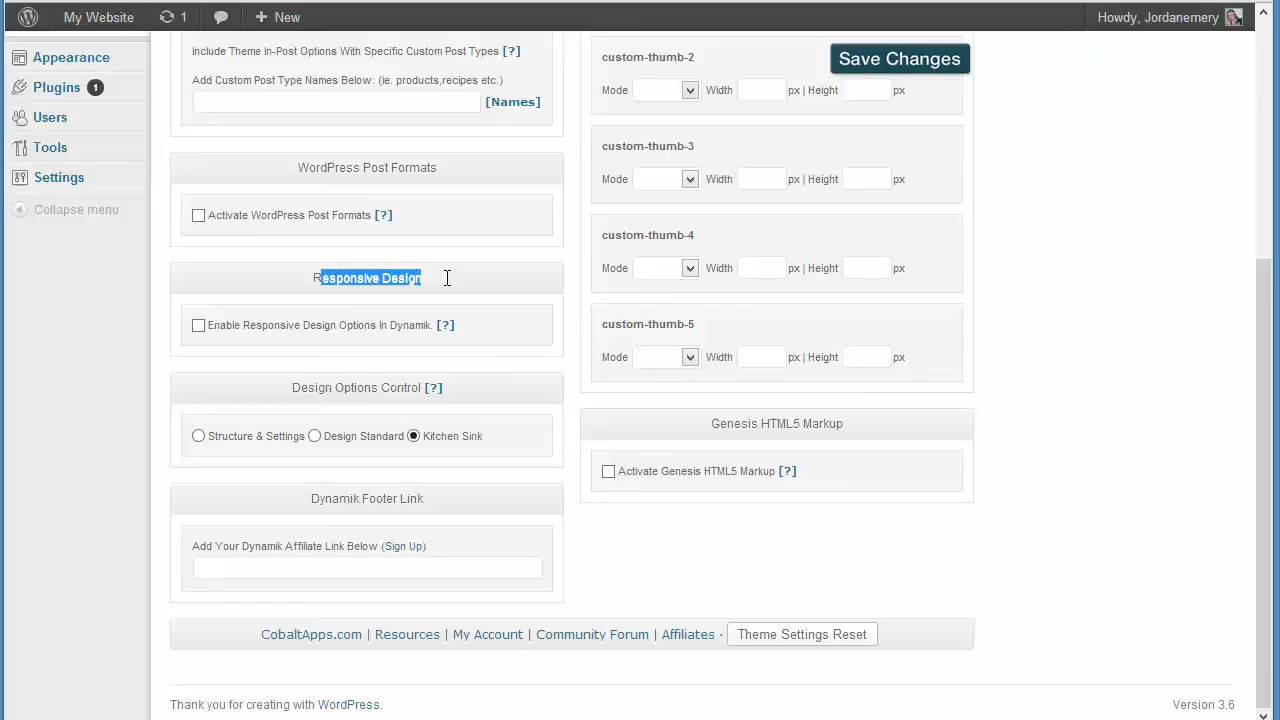 My Website
1
New
Howdy, Jordanemery
Appearance
Plugins 1
Users
Tools
Settings
Collapse menu
Include Theme In-Post Options With Specific Custom Post Types [?]
Add Custom Post Type Names Below: (ie. products,recipes etc.)
[Names]
WordPress Post Formats
Activate WordPress Post Formats [?]
Responsive Design
Enable Responsive Design Options In Dynamik. [?]
Design Options Control [?]
Structure & Settings Design Standard Kitchen Sink
Dynamik Footer Link
Add Your Dynamik Affiliate Link Below (Sign Up)
Save Changes
custom-thumb-2
Mode Width px | Height px
custom-thumb-3
Mode Width px | Height px
custom-thumb-4
Mode Width px | Height px
custom-thumb-5
Mode Width px | Height px
Genesis HTML5 Markup
Activate Genesis HTML5 Markup [?]
CobaltApps.com | Resources | My Account | Community Forum | Affiliates · Theme Settings Reset
Thank you for creating with WordPress.
Version 3.6